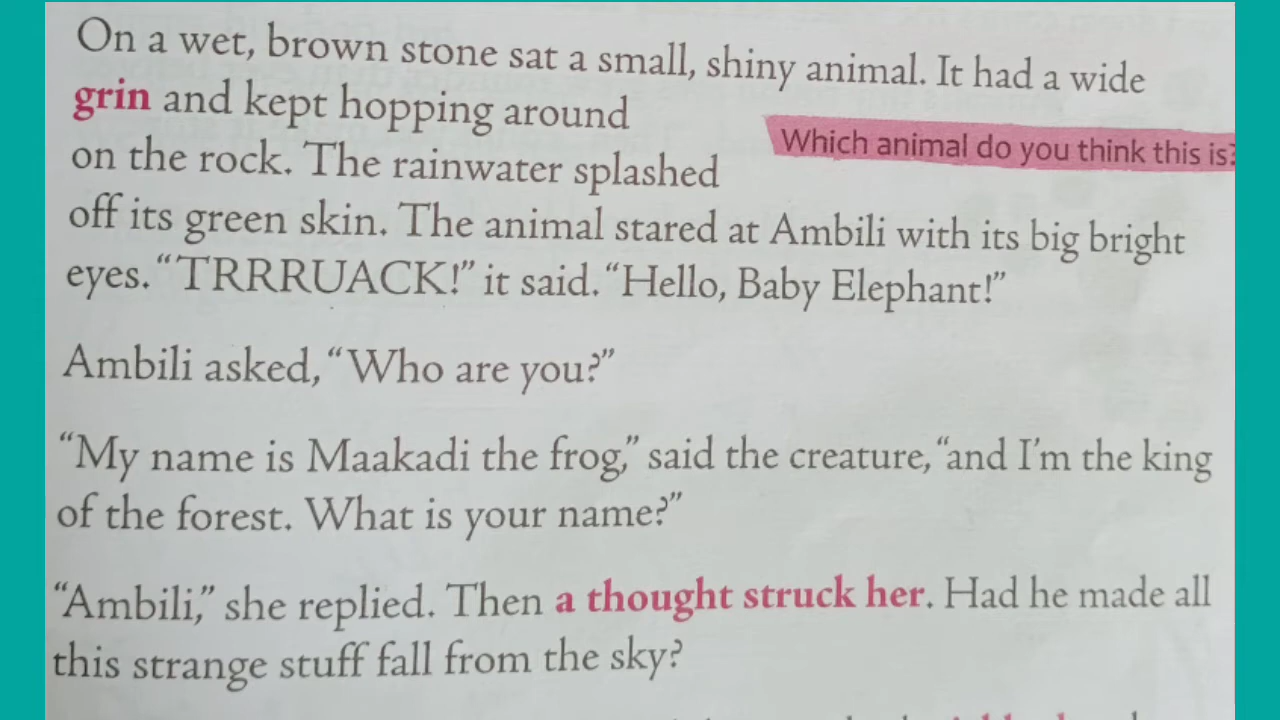 On a wet, brown stone sat a small, shiny animal. It had a wide
grin and kept hopping around
Which animal do you think this is?
on the rock. The rainwater splashed
off its green skin. The animal stared at Ambili with its big bright
eyes. “TRRRUACK!” it said. “Hello, Baby Elephant!”
Ambili asked, “Who are you?”
“My name is Maakadi the frog,” said the creature, “and I’m the king
of the forest. What is your name?”
“Ambili,” she replied. Then a thought struck her. Had he made all
this strange stuff fall from the sky?